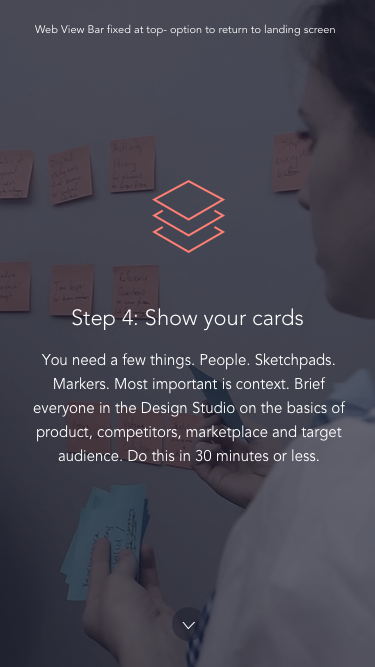 Web View Bar fixed at top- option to return to landing screen
Step 4: Show your cards
You need a few things. People. Sketchpads.
Markers. Most important is context. Brief
everyone in the Design Studio on the basics of
product, competitors, marketplace and target
audience. Do this in 30 minutes or less.